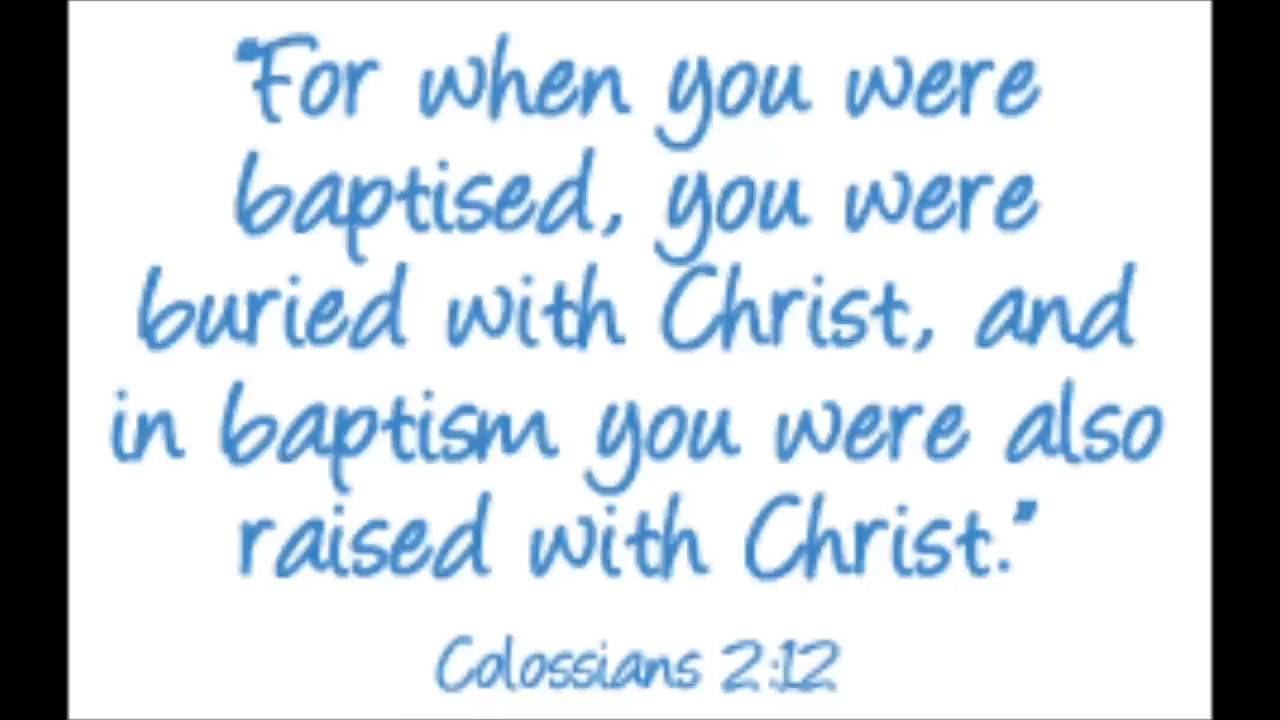 “For when you were
baptised, you were
buried with Christ, and
in baptism you were also
raised with Christ.”
Colossians 2:12